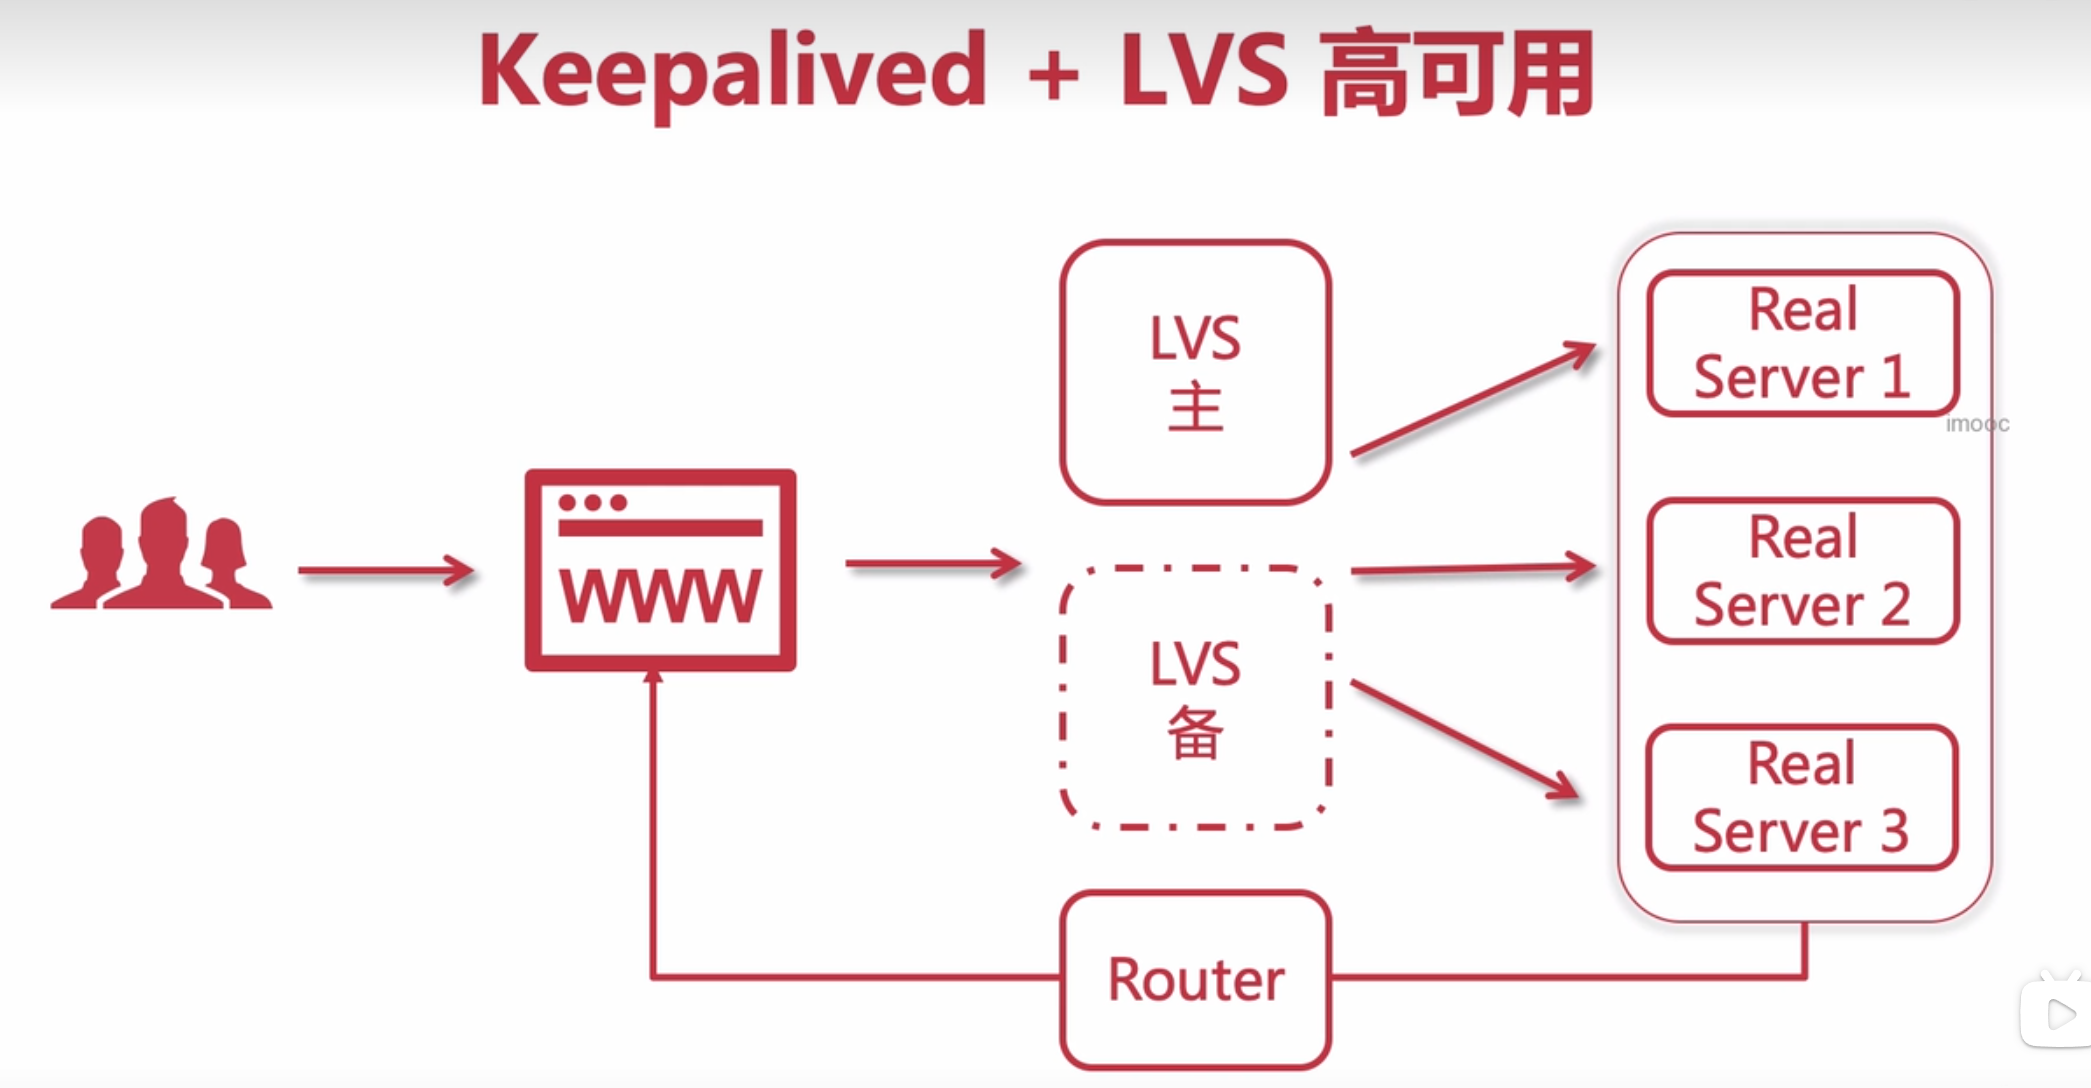 Keepalived + LVS 高可用
LVS
主
Real
Server 1
imooc
WWW
LVS
备
Real
Server 2
Real
Server 3
Router